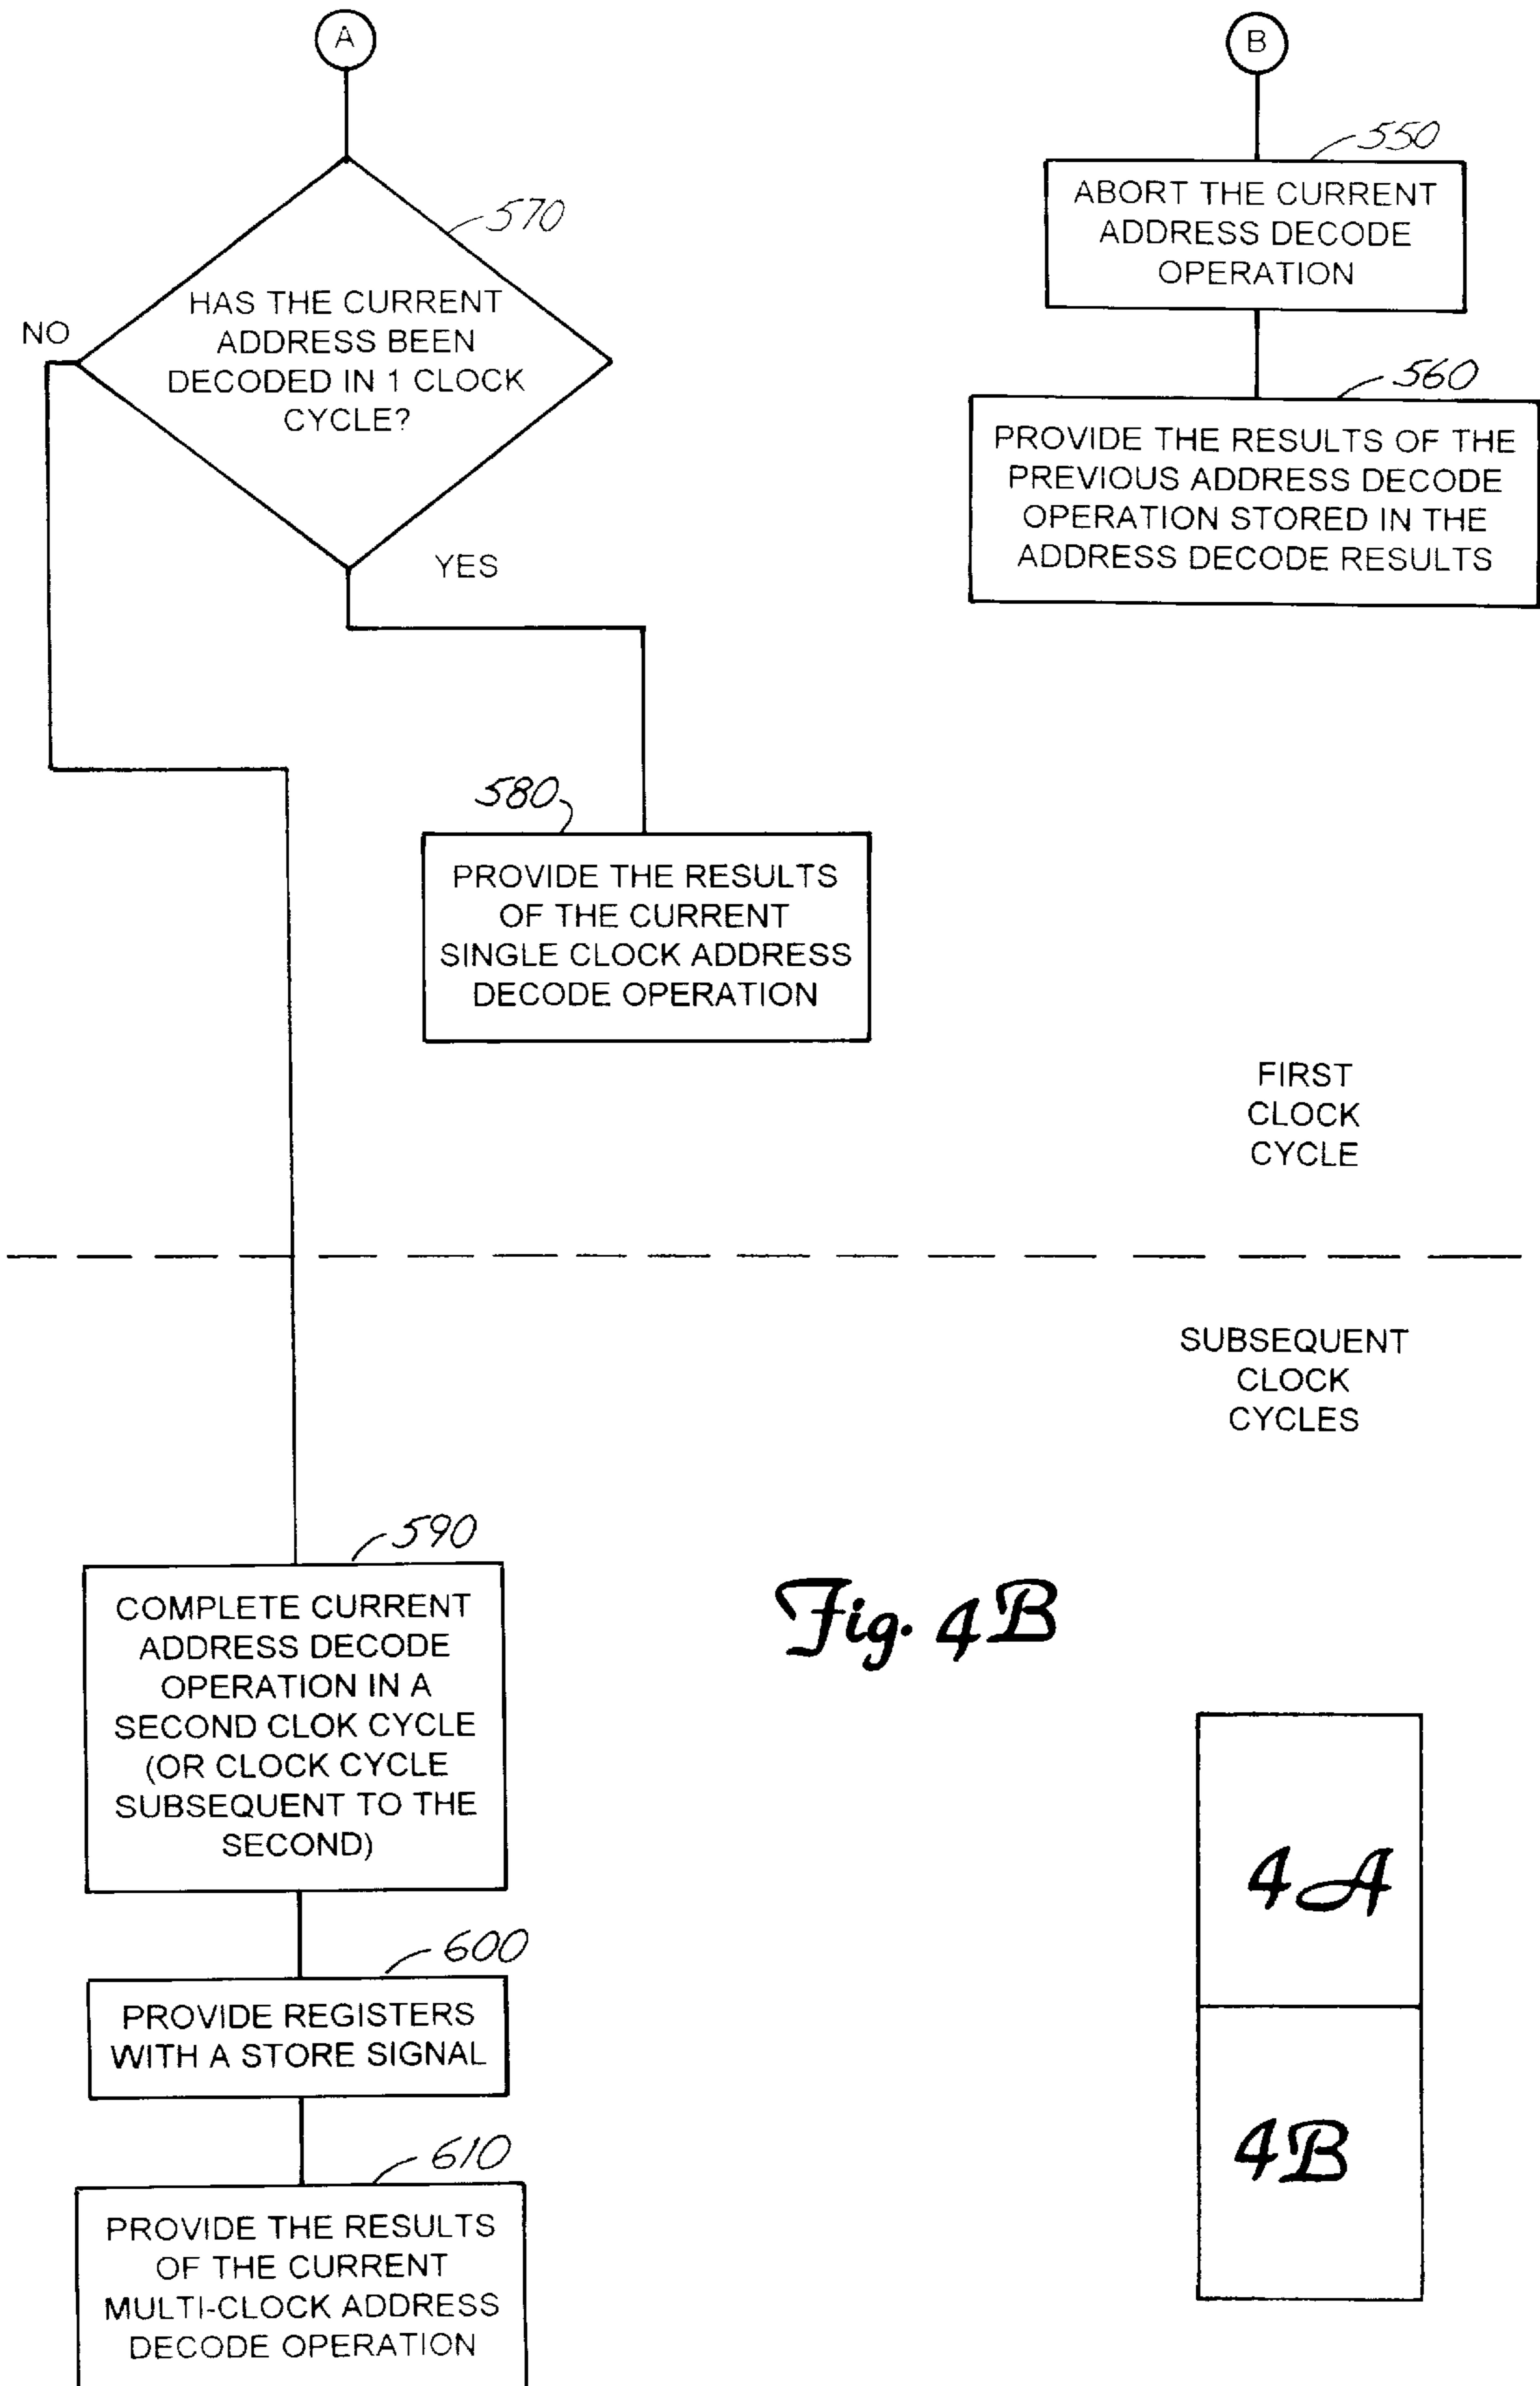 A
570
HAS THE CURRENT
ADDRESS BEEN
DECODED IN 1 CLOCK
CYCLE?
NO
YES
580
PROVIDE THE RESULTS
OF THE CURRENT
SINGLE CLOCK ADDRESS
DECODE OPERATION
B
550
ABORT THE CURRENT
ADDRESS DECODE
OPERATION
560
PROVIDE THE RESULTS OF THE
PREVIOUS ADDRESS DECODE
OPERATION STORED IN THE
ADDRESS DECODE RESULTS
FIRST
CLOCK
CYCLE
SUBSEQUENT
CLOCK
CYCLES
590
COMPLETE CURRENT
ADDRESS DECODE
OPERATION IN A
SECOND CLOK CYCLE
(OR CLOCK CYCLE
SUBSEQUENT TO THE
SECOND)
600
PROVIDE REGISTERS
WITH A STORE SIGNAL
610
PROVIDE THE RESULTS
OF THE CURRENT
MULTI-CLOCK ADDRESS
DECODE OPERATION
Fig. 4B
4A
4B